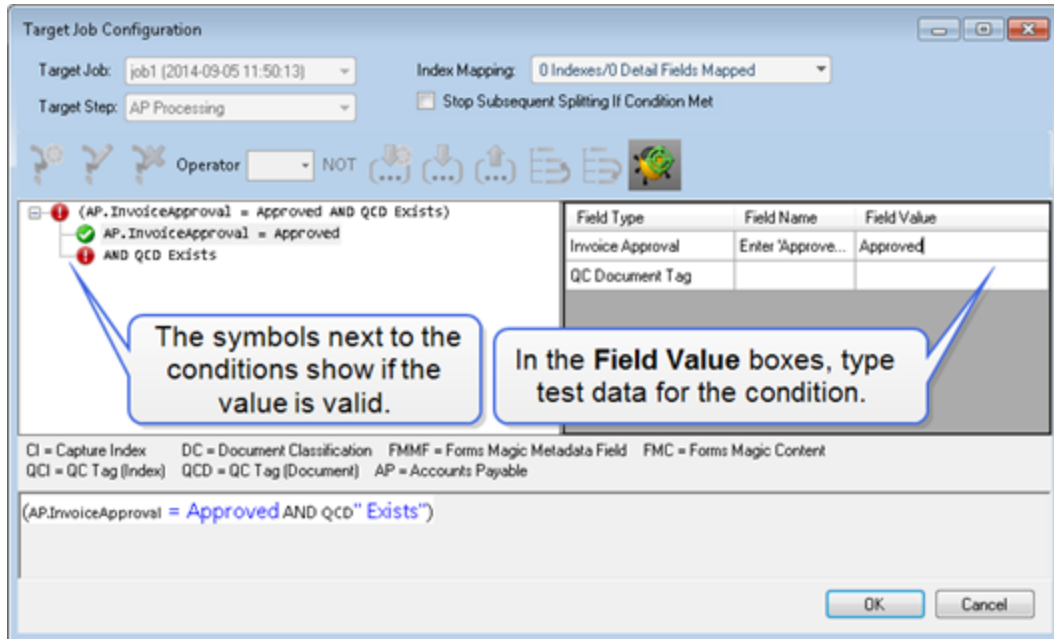 Target Job Configuration
Target Job: job1 (2014-09-05 11:50:13) Index Mapping: 0 Indexes/0 Detail Fields Mapped
Target Step: AP Processing Stop Subsequent Splitting If Condition Met
Operator NOT (...) (...) (...)
(AP.InvoiceApproval = Approved AND QCD Exists)
AP.InvoiceApproval = Approved
AND QCD Exists
Field Type Field Name Field Value
Invoice Approval Enter 'Approve... Approved
QC Document Tag
The symbols next to the
conditions show if the
value is valid.
In the Field Value boxes, type
test data for the condition.
CI = Capture Index DC = Document Classification FMMF = Forms Magic Metadata Field FMC = Forms Magic Content
QCI = QC Tag (Index) QCD = QC Tag (Document) AP = Accounts Payable
(AP.InvoiceApproval = Approved AND QCD" Exists")
OK Cancel